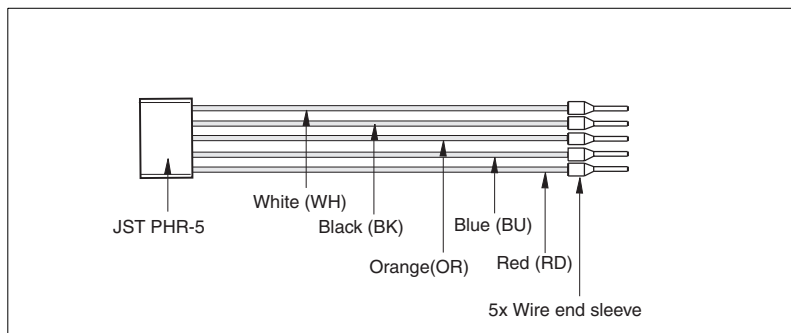 White (WH)
JST PHR-5
Black (BK)
Blue (BU)
Orange(OR)
Red (RD)
5x Wire end sleeve